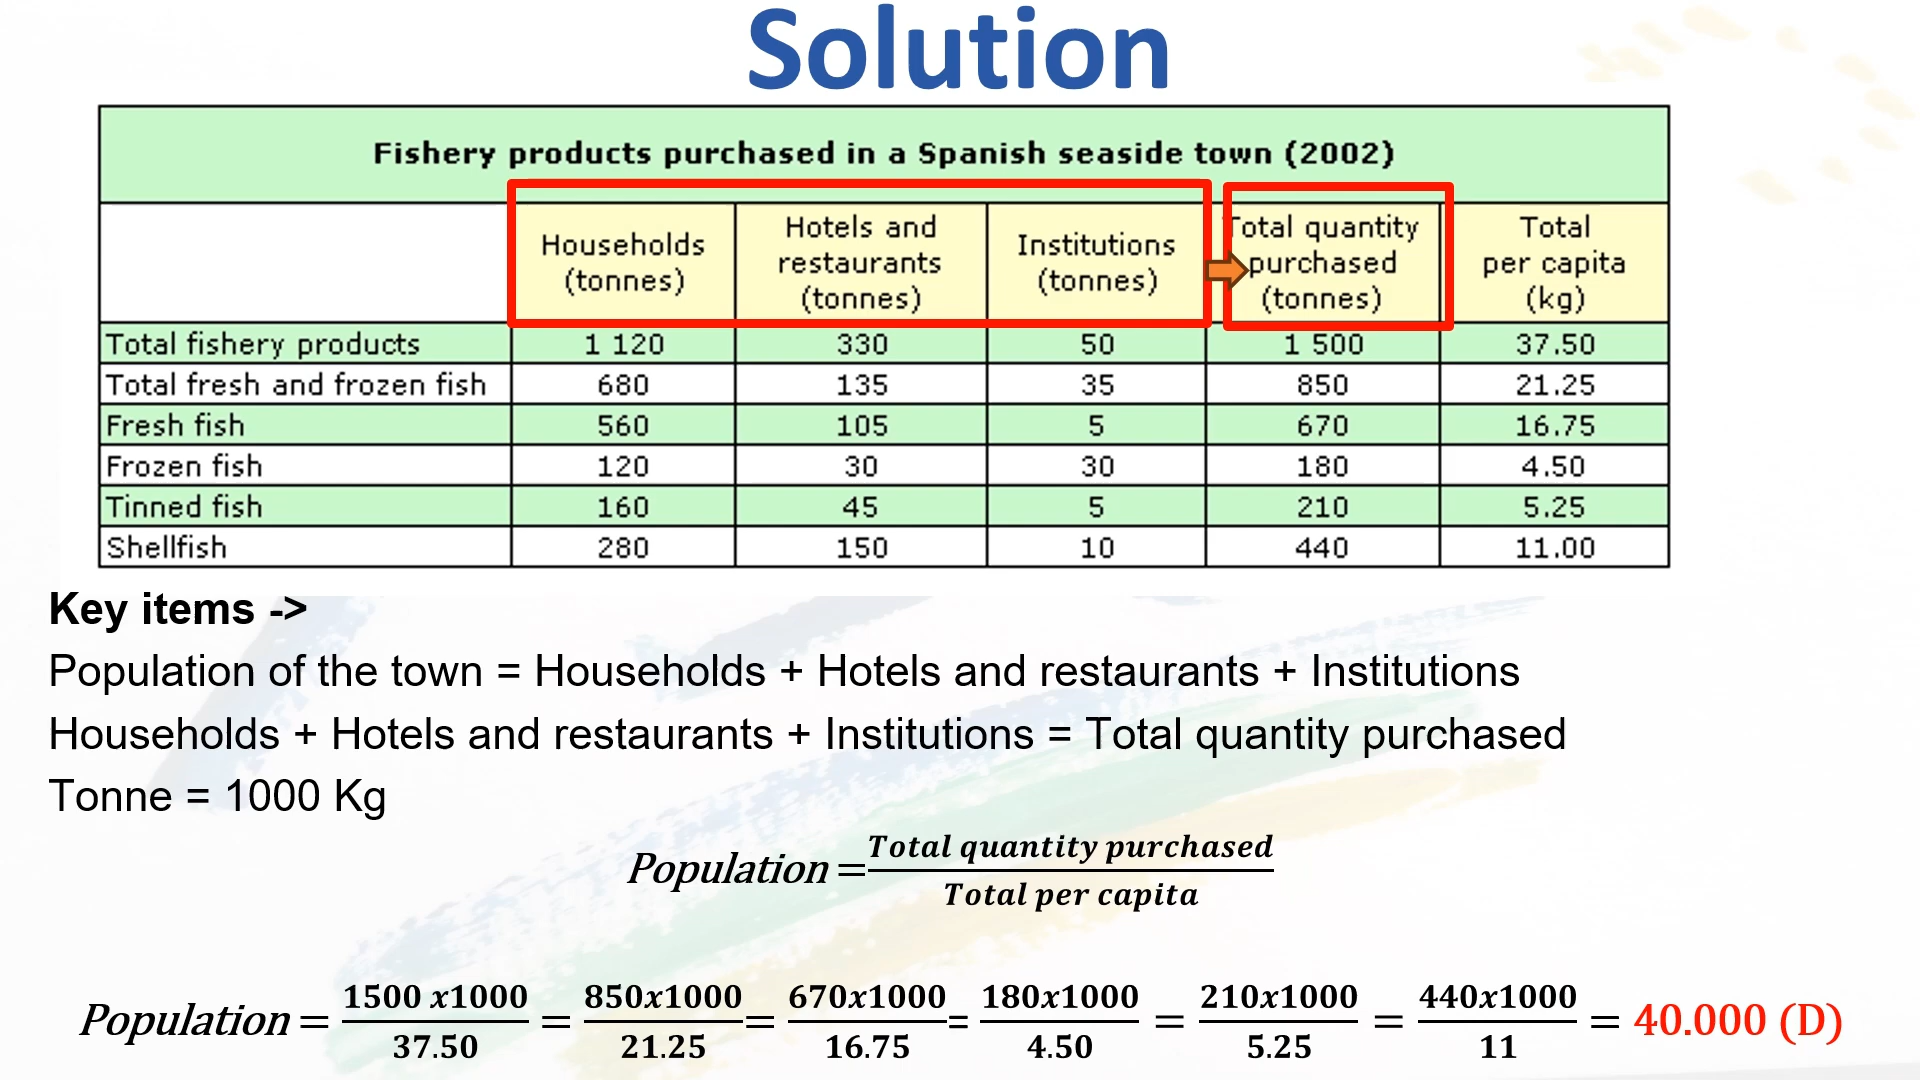 Solution
Fishery products purchased in a Spanish seaside town (2002)
Households (tonnes) Hotels and restaurants (tonnes) Institutions (tonnes) Total quantity purchased (tonnes) Total per capita (kg)
Total fishery products 1 120 330 50 1 500 37.50
Total fresh and frozen fish 680 135 35 850 21.25
Fresh fish 560 105 5 670 16.75
Frozen fish 120 30 30 180 4.50
Tinned fish 160 45 5 210 5.25
Shellfish 280 150 10 440 11.00
Key items ->
Population of the town = Households + Hotels and restaurants + Institutions
Households + Hotels and restaurants + Institutions = Total quantity purchased
Tonne = 1000 Kg
Population = Total quantity purchased / Total per capita
Population = 1500 x1000 / 37.50 = 850x1000 / 21.25 = 670x1000 / 16.75 = 180x1000 / 4.50 = 210x1000 / 5.25 = 440x1000 / 11 = 40.000 (D)